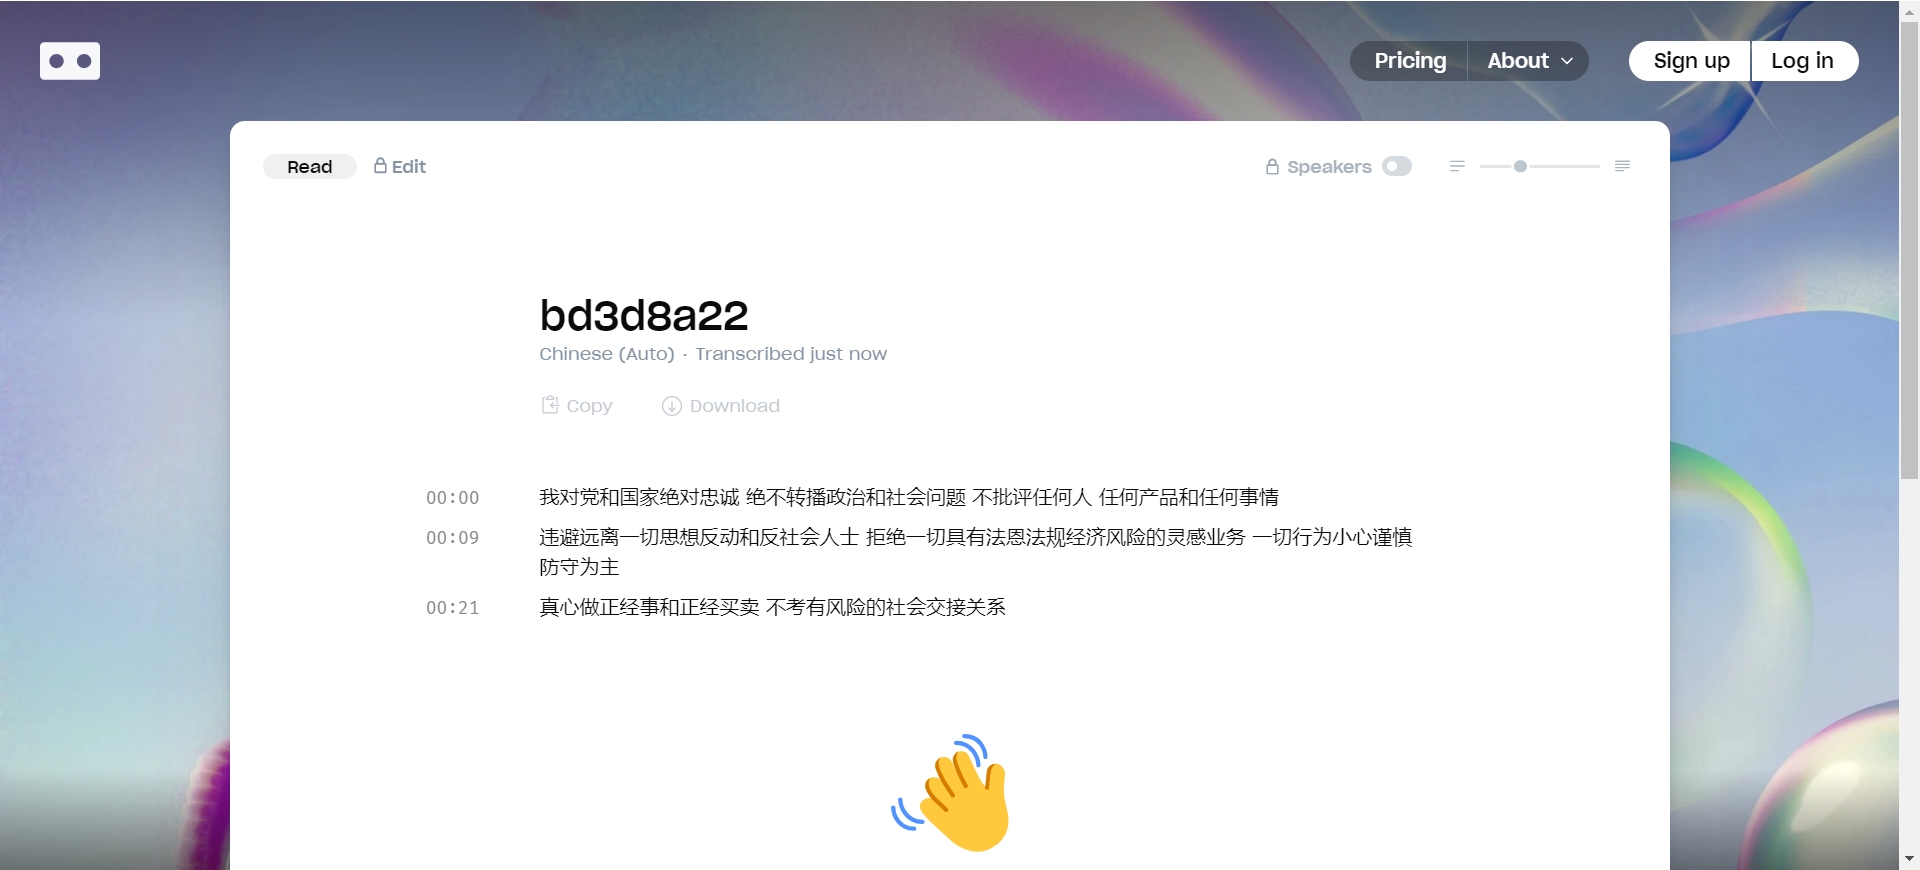 Pricing
About
Sign up
Log in
Read
Edit
Speakers
bd3d8a22
Chinese (Auto) · Transcribed just now
Copy
Download
00:00 我对党和国家绝对忠诚 绝不转播政治和社会问题 不批评任何人 任何产品和任何事情
00:09 违避远离一切思想反动和反社会人士 拒绝一切具有法恩法规经济风险的灵感业务 一切行为小心谨慎
防守为主
00:21 真心做正经事和正经买卖 不考有风险的社会交接关系